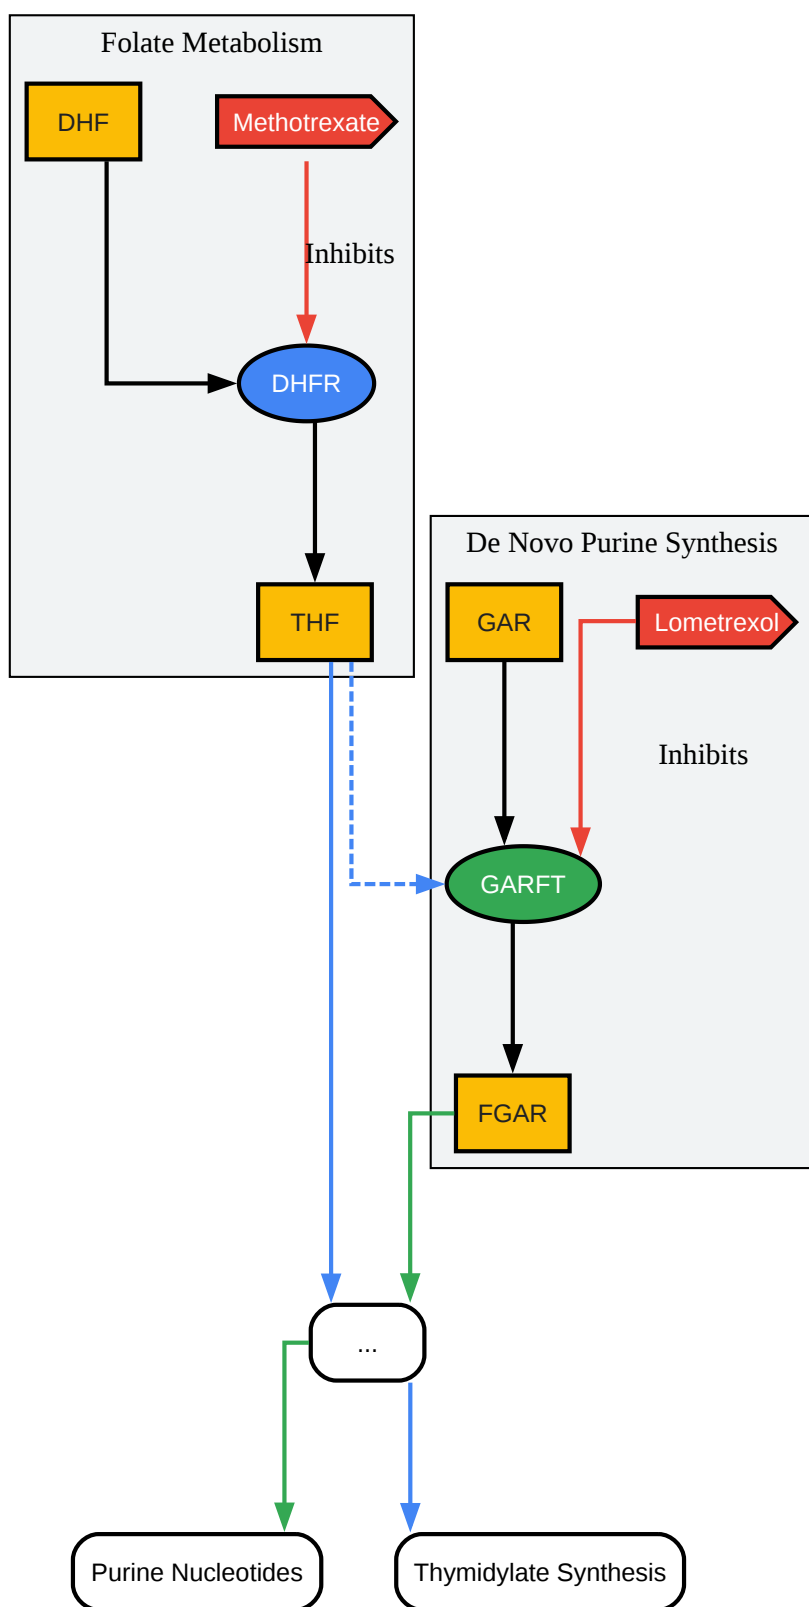 Folate Metabolism
DHF
Methotrexate
Inhibits
DHFR
THF
De Novo Purine Synthesis
GAR
Lometrexol
Inhibits
GARFT
FGAR
...
Purine Nucleotides
Thymidylate Synthesis